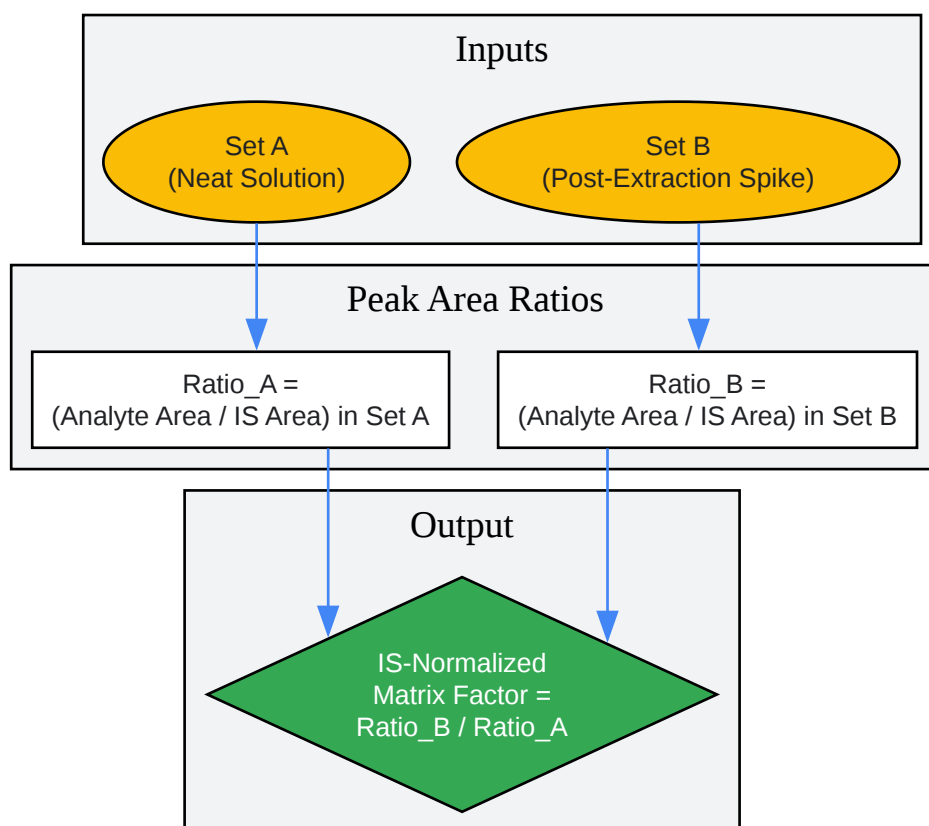 Inputs
Set A
(Neat Solution)
Set B
(Post-Extraction Spike)
Peak Area Ratios
Ratio_A =
(Analyte Area / IS Area) in Set A
Ratio_B =
(Analyte Area / IS Area) in Set B
Output
IS-Normalized
Matrix Factor =
Ratio_B / Ratio_A